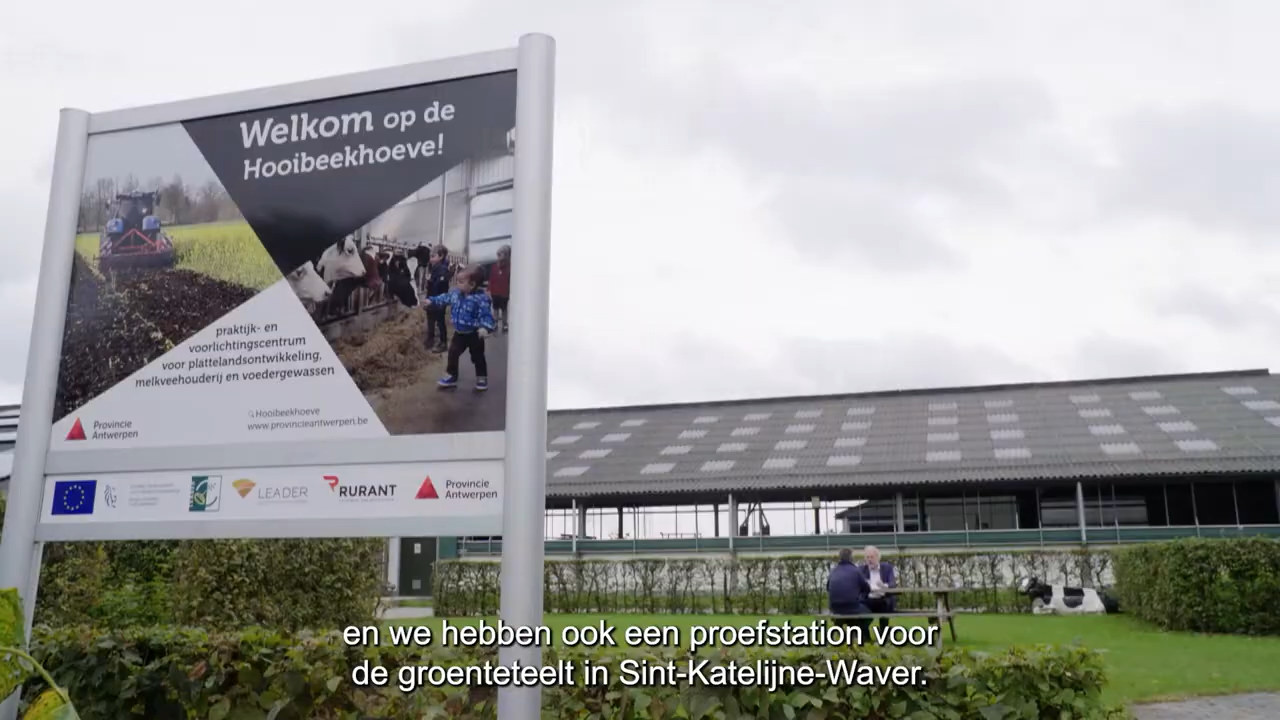 Welkom op de
Hooibeekhoeve!
praktijk- en
voorlichtingscentrum
voor plattelandsontwikkeling,
melkveehouderij en voedergewassen
Provincie
Antwerpen
Hooibeekhoeve
www.provincieantwerpen.be
LEADER
RURANT
Provincie
Antwerpen
en we hebben ook een proefstation voor
de groenteteelt in Sint-Katelijne-Waver.